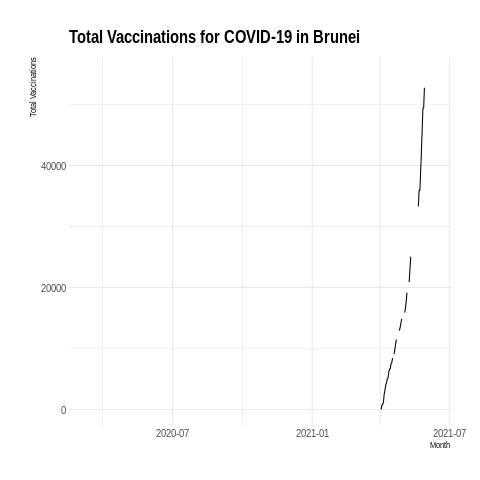 Total Vaccinations for COVID-19 in Brunei
Total Vaccinations
40000
20000
0
2020-07
2021-01
2021-07
Month